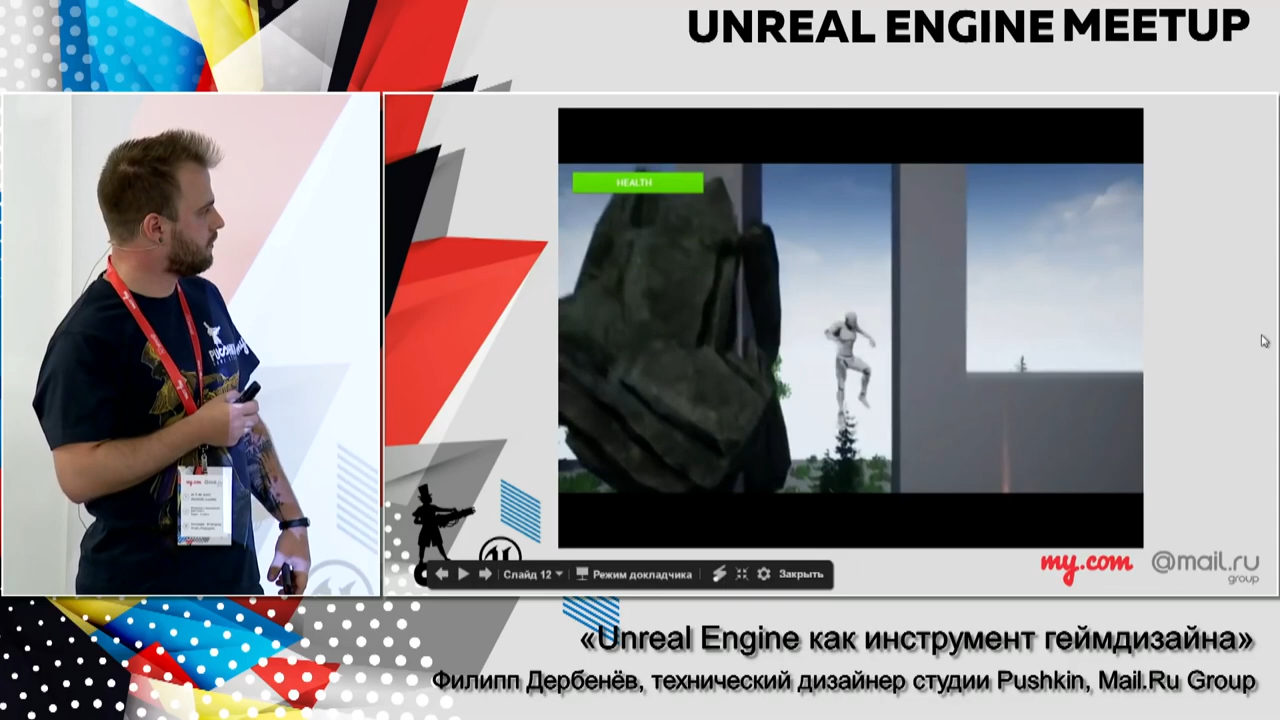 UNREAL ENGINE MEETUP
HEALTH
Слайд 12
Режим докладчика
Закрыть
my.com
@mail.ru
group
«Unreal Engine как инструмент геймдизайна»
Филипп Дербенёв, технический дизайнер студии Pushkin, Mail.Ru Group